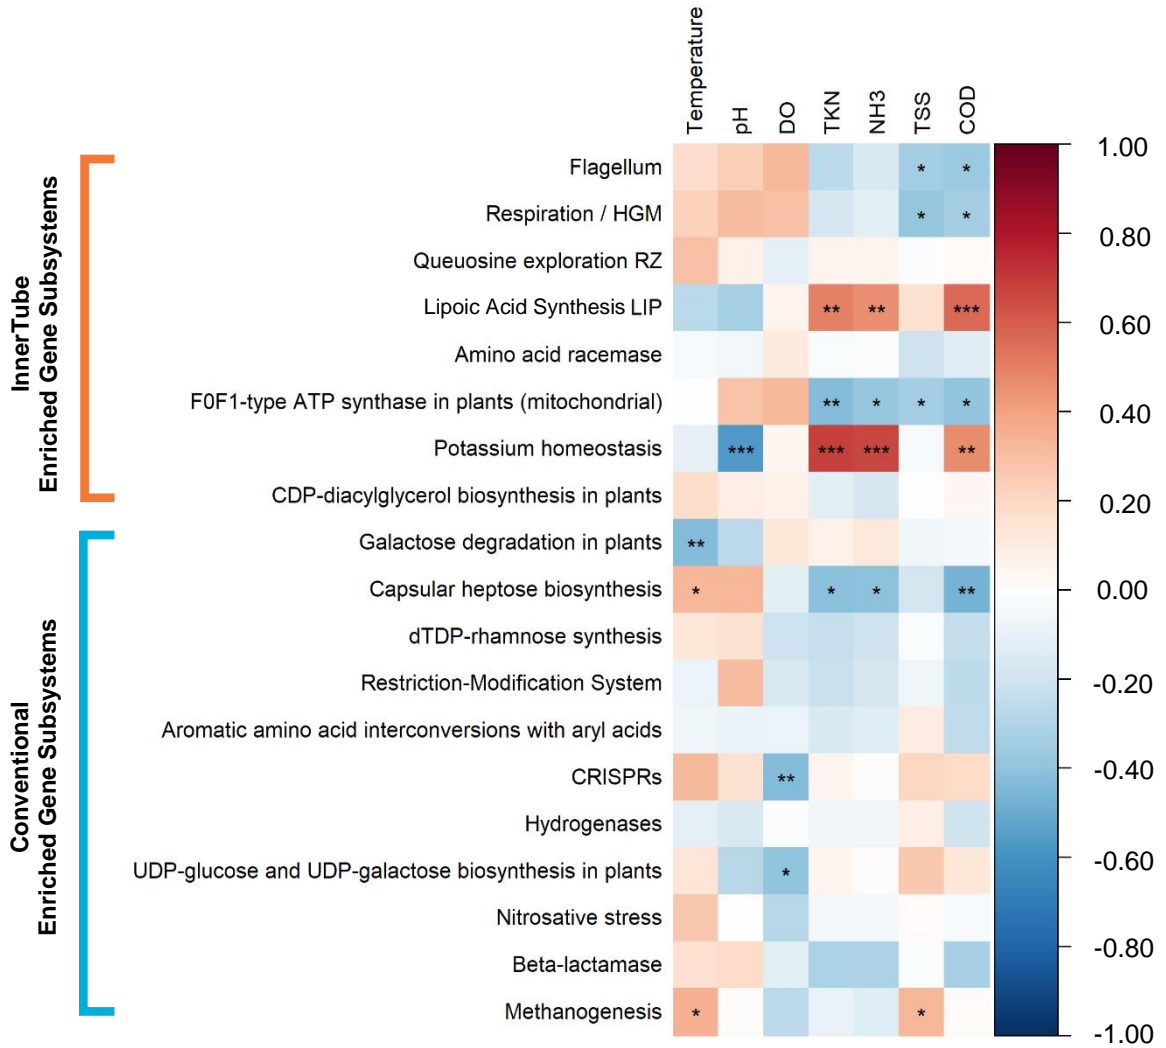 Temperature
pH
DO
TKN
NH3
TSS
COD
InnerTube
Enriched Gene Subsystems
Conventional
Enriched Gene Subsystems
Flagellum * *
Respiration / HGM * *
Queuosine exploration RZ
Lipoic Acid Synthesis LIP ** ** ***
Amino acid racemase
F0F1-type ATP synthase in plants (mitochondrial) ** * * *
Potassium homeostasis *** *** *** **
CDP-diacylglycerol biosynthesis in plants
Galactose degradation in plants **
Capsular heptose biosynthesis * * * **
dTDP-rhamnose synthesis
Restriction-Modification System
Aromatic amino acid interconversions with aryl acids
CRISPRs **
Hydrogenases
UDP-glucose and UDP-galactose biosynthesis in plants *
Nitrosative stress
Beta-lactamase
Methanogenesis * *
1.00
0.80
0.60
0.40
0.20
0.00
-0.20
-0.40
-0.60
-0.80
-1.00